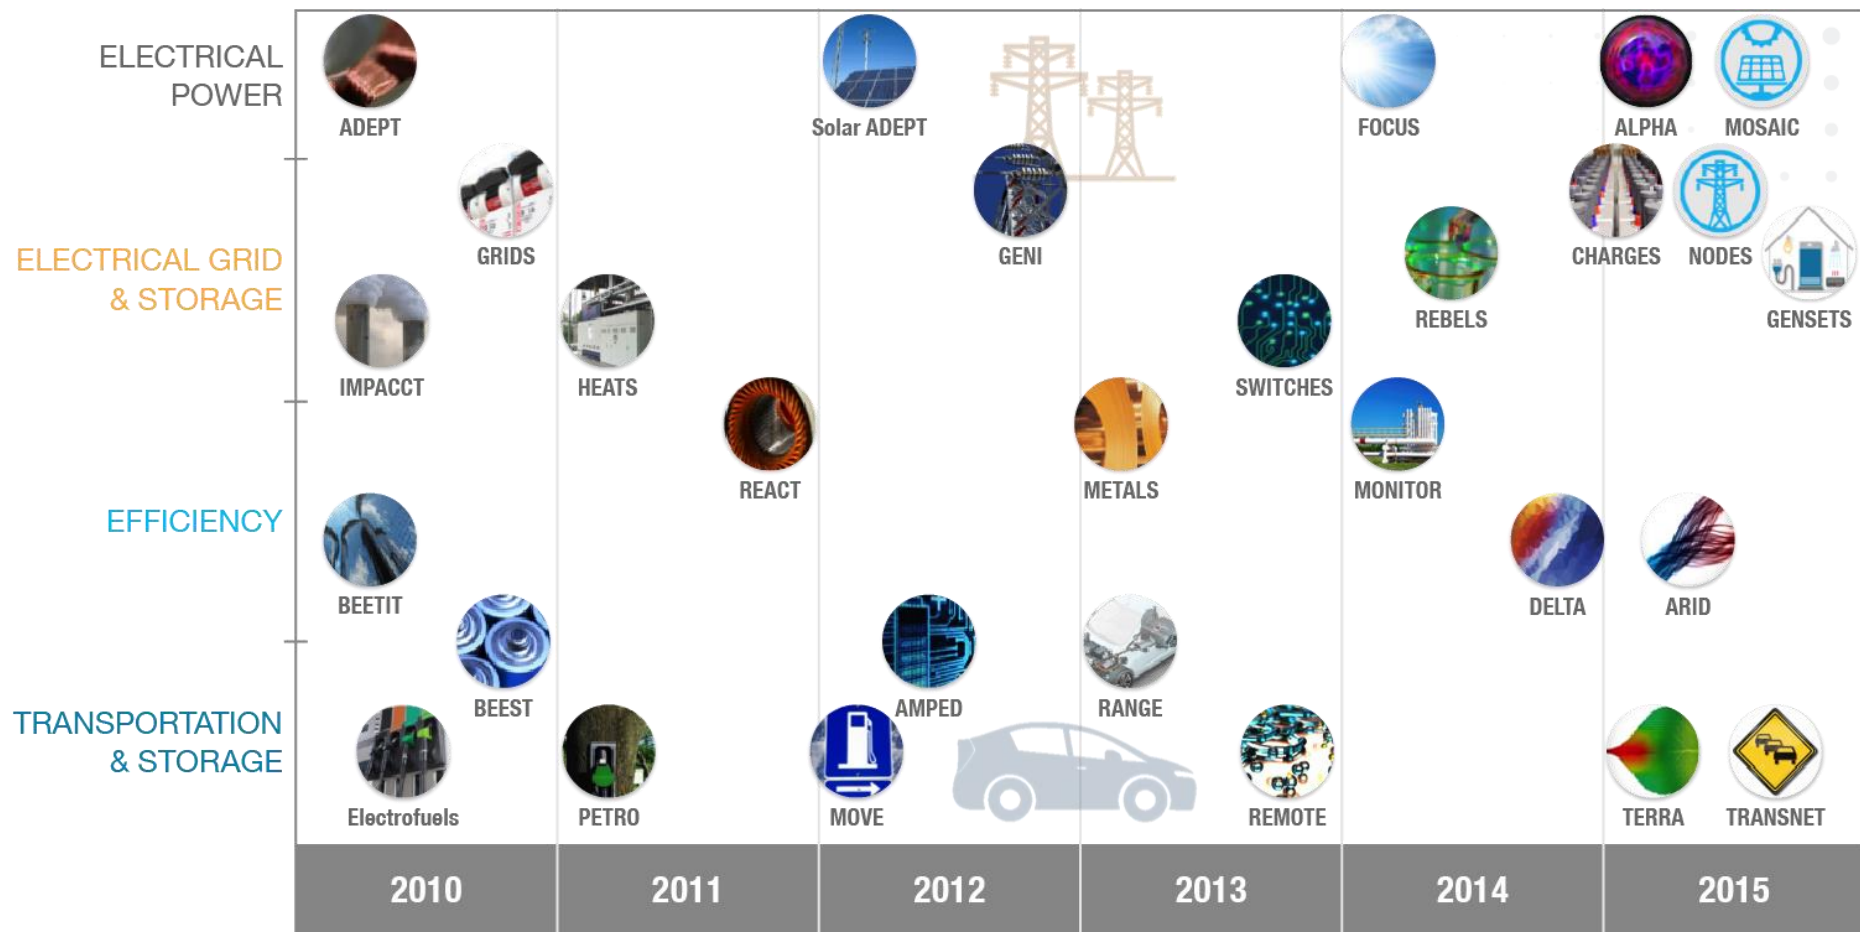 ELECTRICAL
POWER
ADEPT
Solar ADEPT
FOCUS
ALPHA
MOSAIC
ELECTRICAL GRID
& STORAGE
GRIDS
GENI
CHARGES
NODES
REBELS
GENSETS
IMPACCT
HEATS
SWITCHES
REACT
METALS
MONITOR
EFFICIENCY
BEETIT
DELTA
ARID
TRANSPORTATION
& STORAGE
BEEST
AMPED
RANGE
Electrofuels
PETRO
MOVE
REMOTE
TERRA
TRANSNET
2010
2011
2012
2013
2014
2015